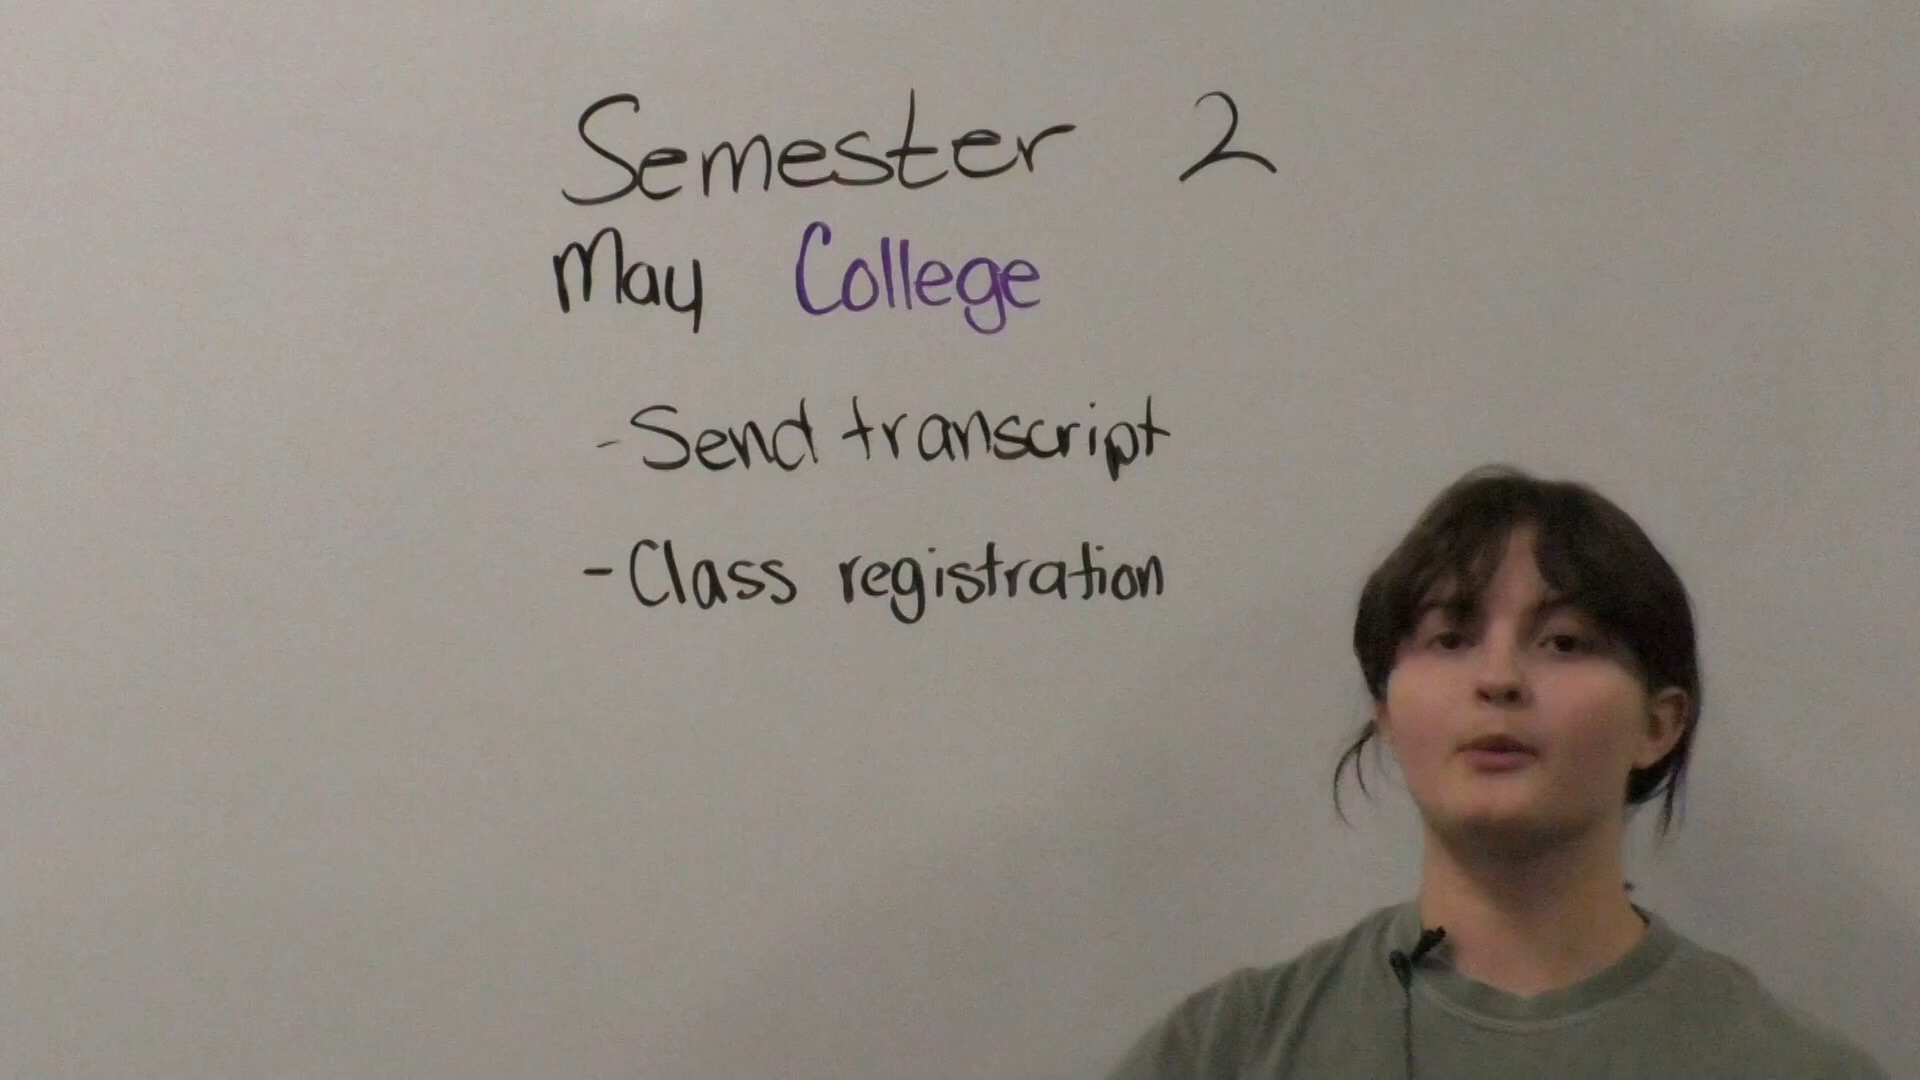 Semester 2
May College
- Send transcript
- Class registration